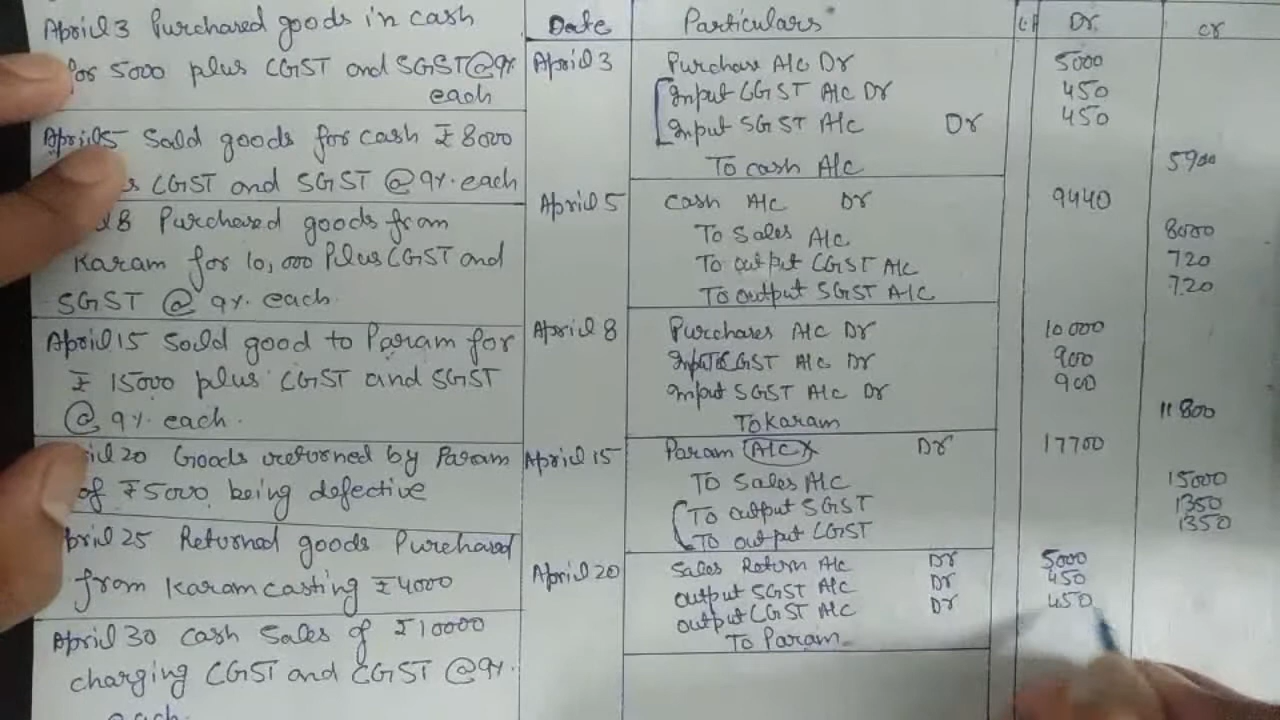 April 3 Purchased goods in cash
for 5000 plus CGST and SGST@9%
each
April 5 Sold goods for cash ₹8000
CGST and SGST @ 9%. each
8 Purchased goods from
Karam for 10,000 Plus CGST and
SGST @ 9%. each.
April 15 Sold good to Param for
₹ 15000 plus CGST and SGST
@ 9%. each.
20 Goods returned by Param
of ₹5000 being defective
April 25 Returned goods Purchased
from Karam costing ₹4000
April 30 Cash Sales of ₹10000
charging CGST and CGST @9%.
each.
Date Particulars Dr. Cr
April 3 Purchase A/c Dr 5000
Input CGST A/c Dr 450
Input SGST A/c Dr 450
To cash A/c 5900
April 5 Cash A/c Dr 9440
To Sales A/c 8000
To output CGST A/c 720
To output SGST A/c 720
April 8 Purchases A/c Dr 10000
Input CGST A/c Dr 900
Input SGST A/c Dr 900
To Karam 11800
April 15 Param A/c Dr 17700
To Sales A/c 15000
To output SGST 1350
To output CGST 1350
April 20 Sales Return A/c Dr 5000
output SGST A/c Dr 450
output CGST A/c Dr 450
To Param